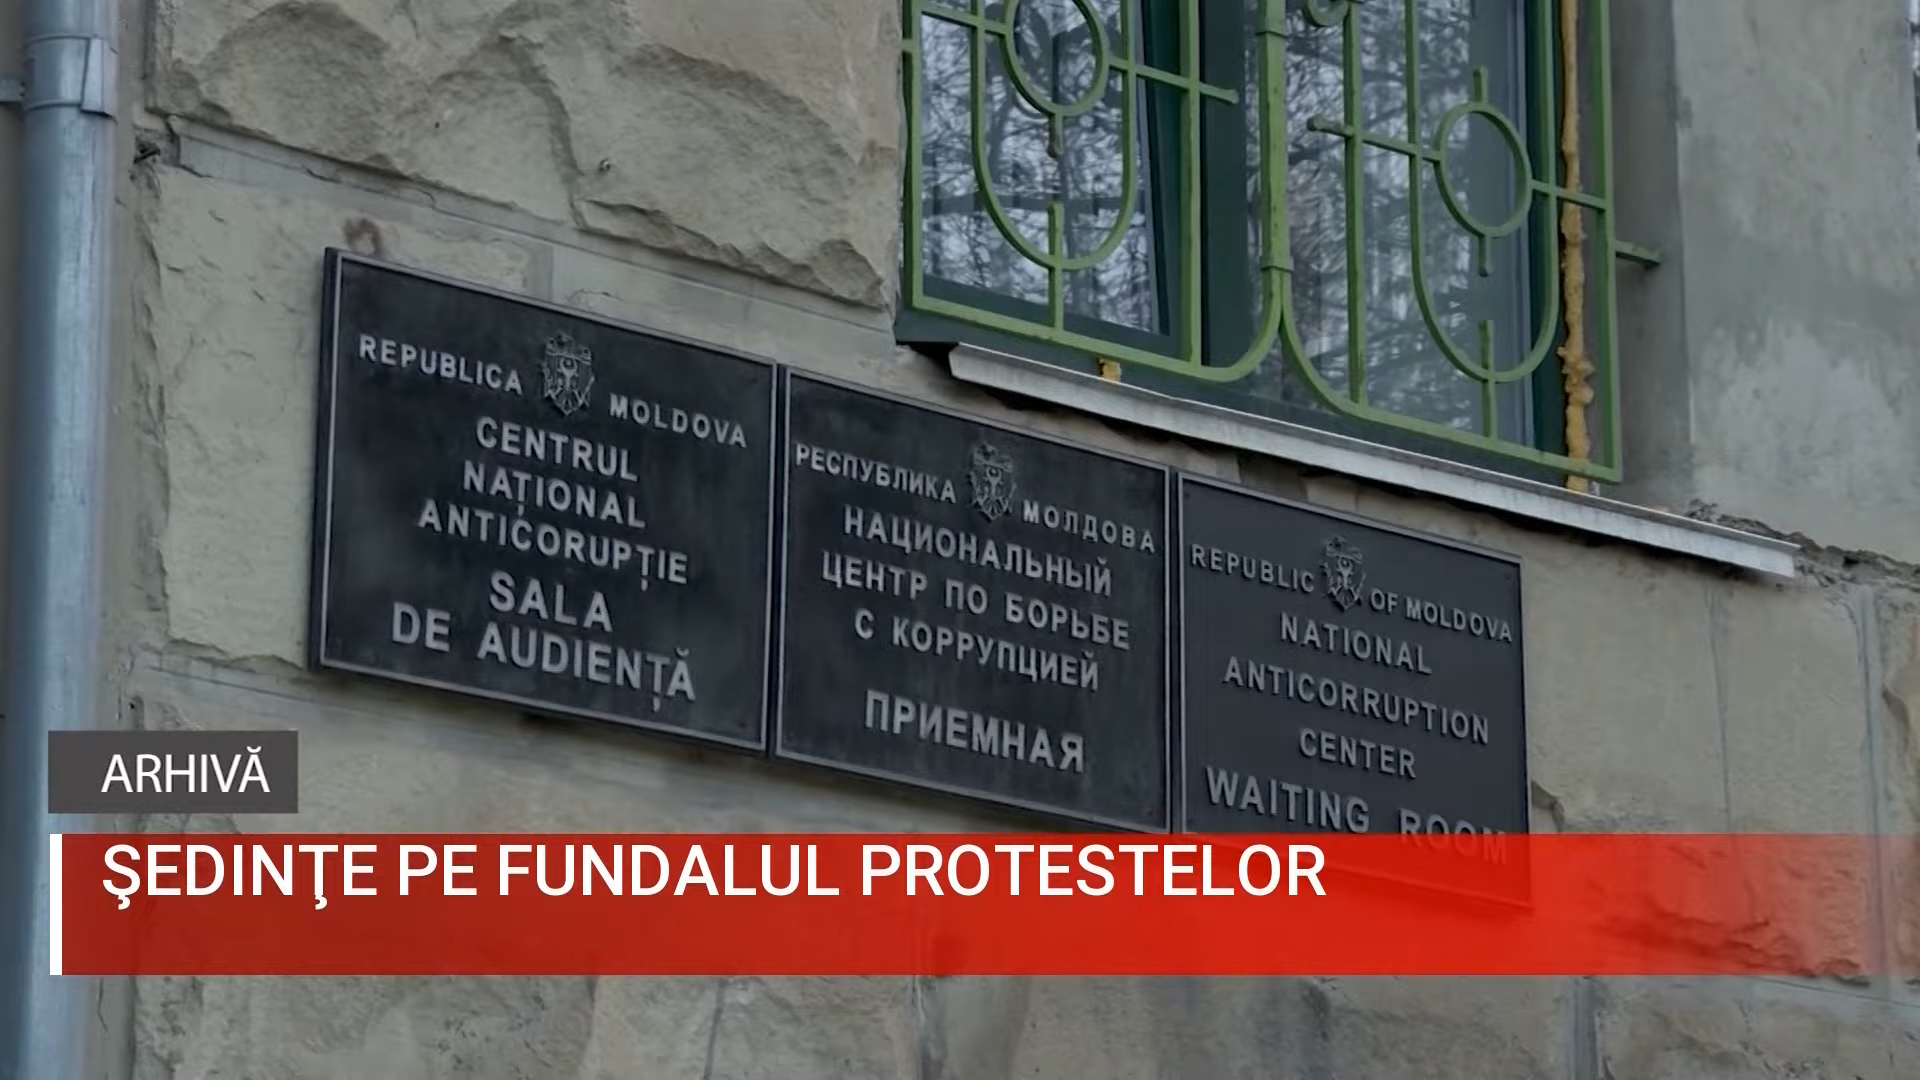 REPUBLICA MOLDOVA
CENTRUL
NAȚIONAL
ANTICORUPȚIE
SALA
DE AUDIENȚĂ
РЕСПУБЛИКА МОЛДОВА
НАЦИОНАЛЬНЫЙ
ЦЕНТР ПО БОРЬБЕ
С КОРРУПЦИЕЙ
ПРИЕМНАЯ
REPUBLIC OF MOLDOVA
NATIONAL
ANTICORRUPTION
CENTER
WAITING ROOM
ARHIVĂ
ŞEDINŢE PE FUNDALUL PROTESTELOR